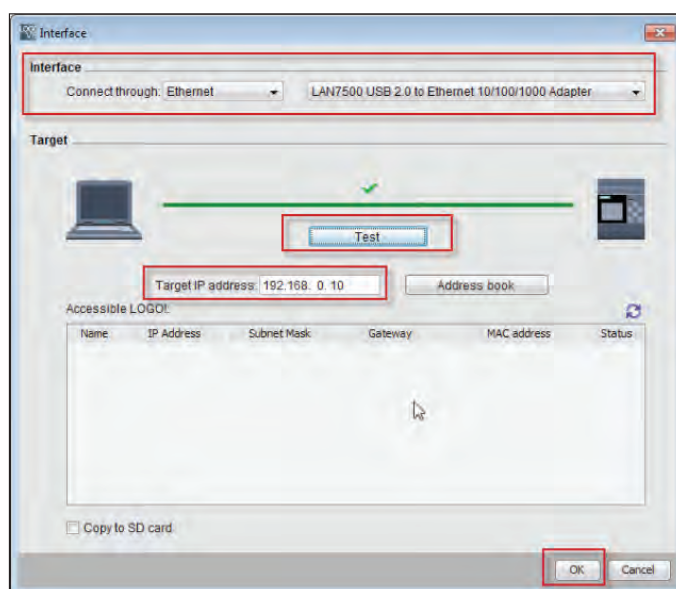 Interface
Interface
Connect through: Ethernet LAN7500 USB 2.0 to Ethernet 10/100/1000 Adapter
Target
Test
Target IP address: 192.168. 0. 10 Address book
Accessible LOGO!:
Name IP Address Subnet Mask Gateway MAC address Status
Copy to SD card
OK Cancel